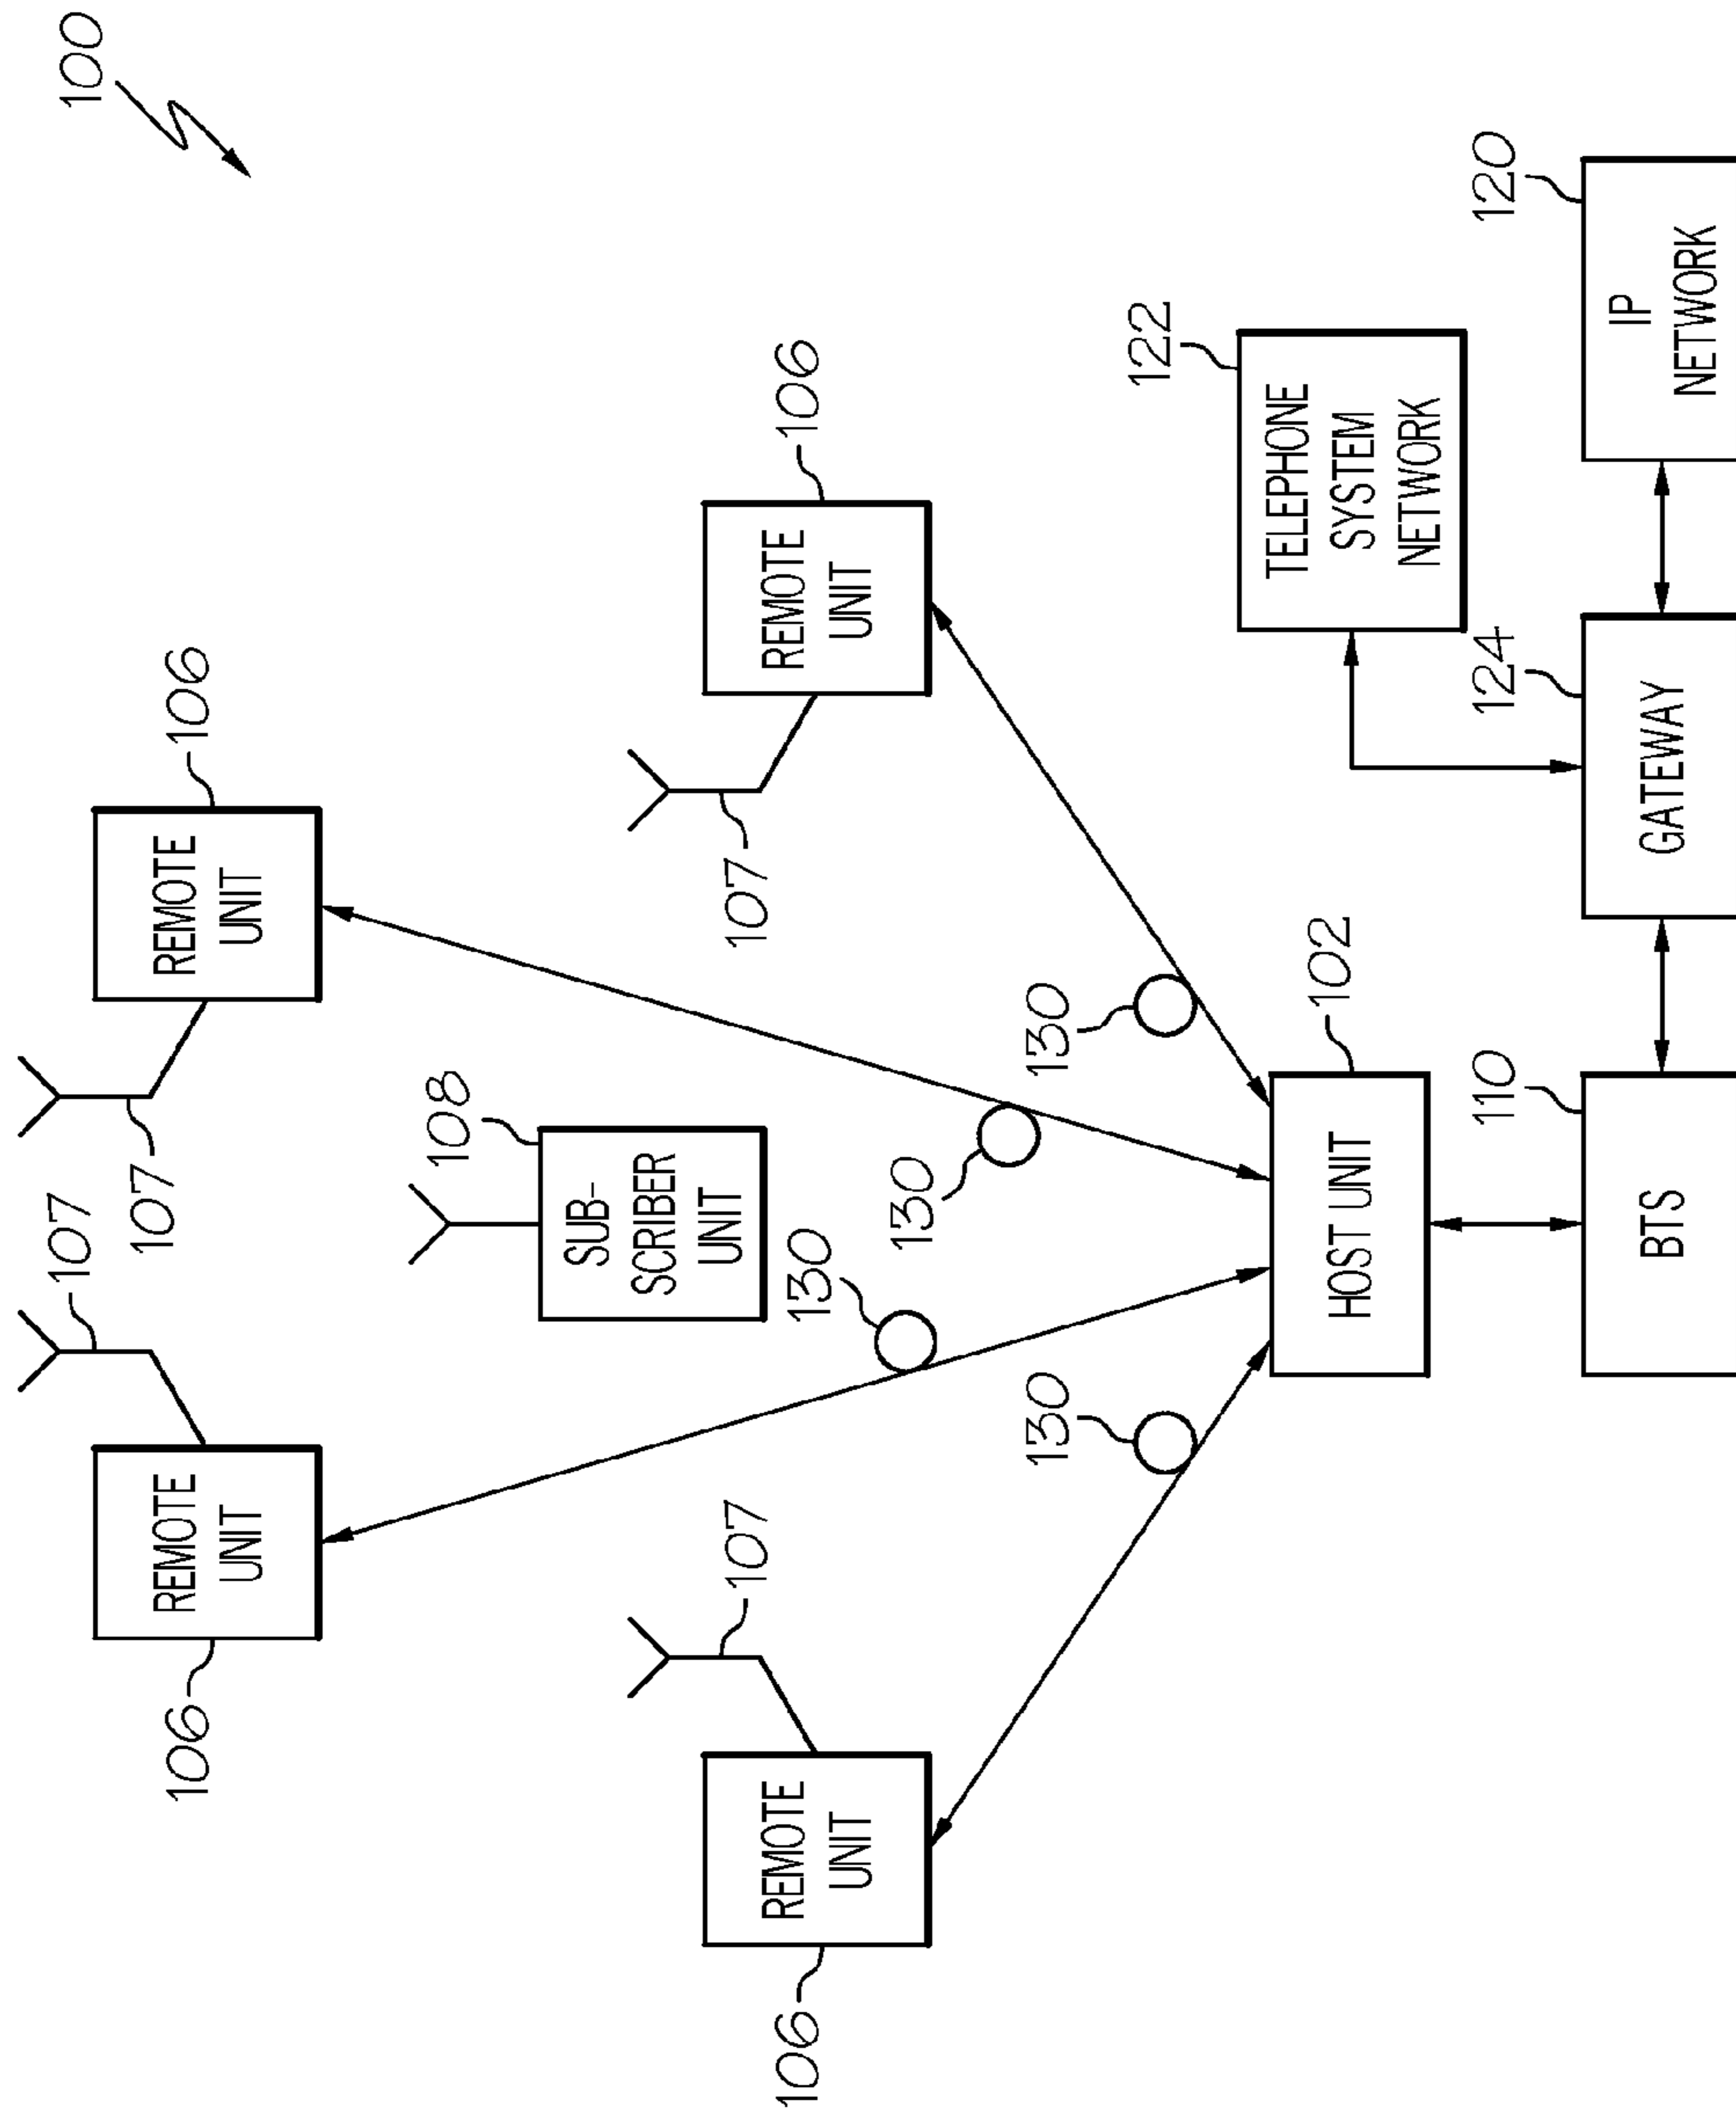 100
107
107
106
REMOTE
UNIT
REMOTE
UNIT
106
108
SUB-
SCRIBER
UNIT
107
107
106
REMOTE
UNIT
REMOTE
UNIT
106
130
130
130
130
122
TELEPHONE
SYSTEM
NETWORK
HOST UNIT
102
110
124
120
BTS
GATEWAY
IP
NETWORK